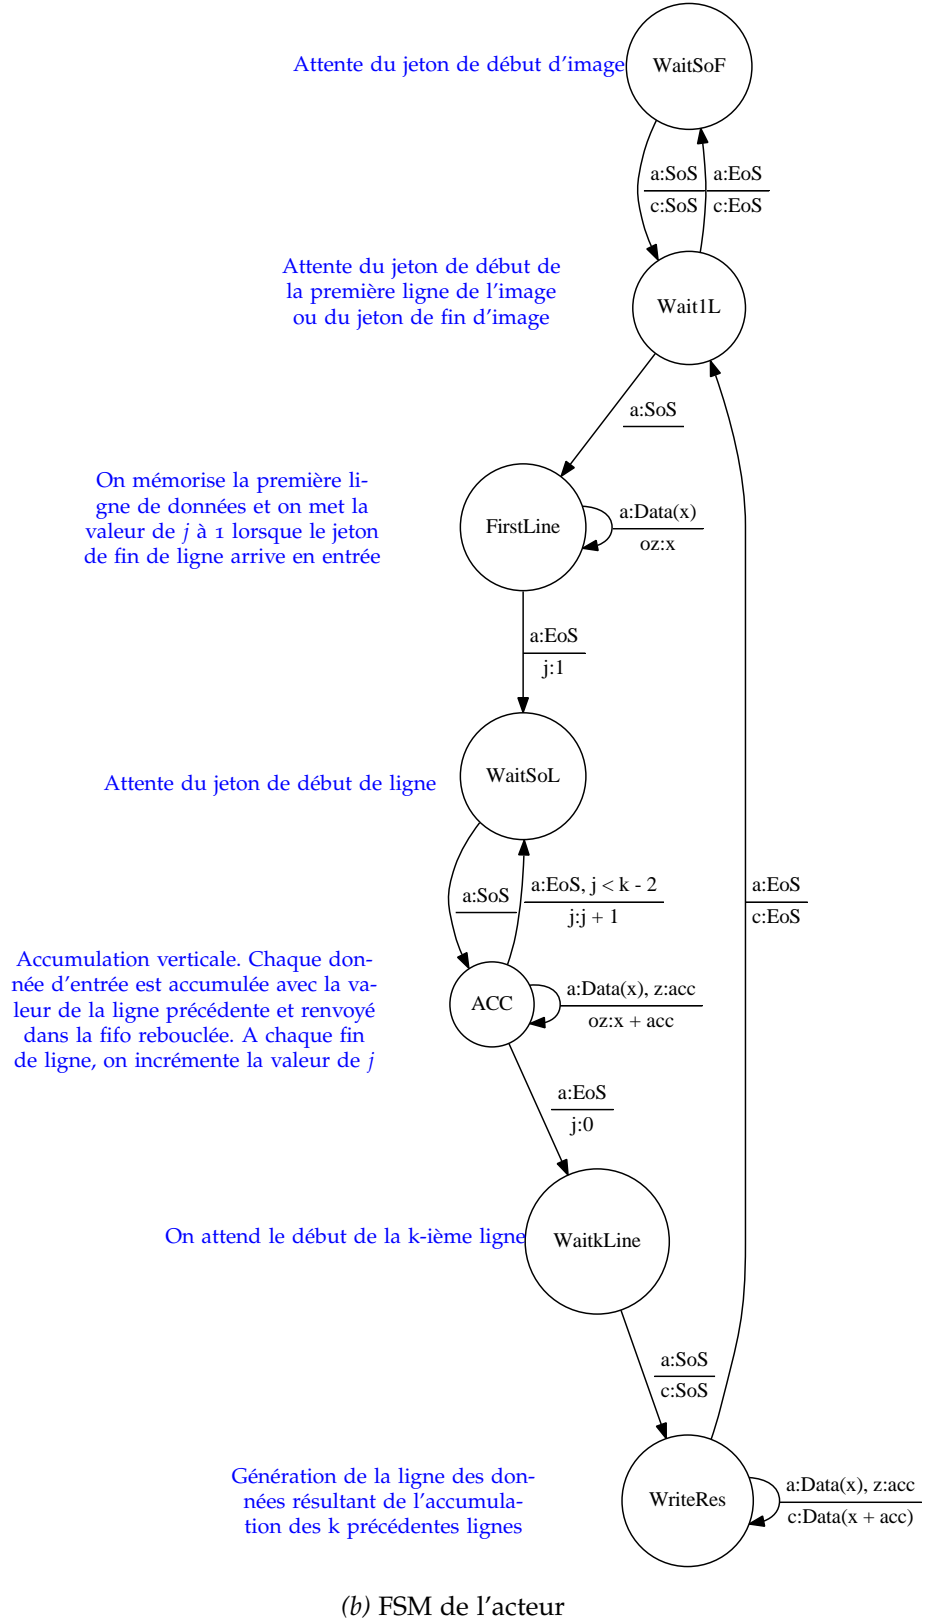 Attente du jeton de début d'image
WaitSoF
a:SoS
c:SoS
a:EoS
c:EoS
Attente du jeton de début de
la première ligne de l'image
ou du jeton de fin d'image
Wait1L
a:SoS
On mémorise la première li-
gne de données et on met la
valeur de j à 1 lorsque le jeton
de fin de ligne arrive en entrée
FirstLine
a:Data(x)
oz:x
a:EoS
j:1
Attente du jeton de début de ligne
WaitSoL
a:SoS
a:EoS, j < k - 2
j:j + 1
a:EoS
c:EoS
Accumulation verticale. Chaque don-
née d'entrée est accumulée avec la va-
leur de la ligne précédente et renvoyé
dans la fifo rebouclée. A chaque fin
de ligne, on incrémente la valeur de j
ACC
a:Data(x), z:acc
oz:x + acc
a:EoS
j:0
On attend le début de la k-ième ligne
WaitkLine
a:SoS
c:SoS
Génération de la ligne des don-
nées résultant de l'accumula-
tion des k précédentes lignes
WriteRes
a:Data(x), z:acc
c:Data(x + acc)
(b) FSM de l'acteur